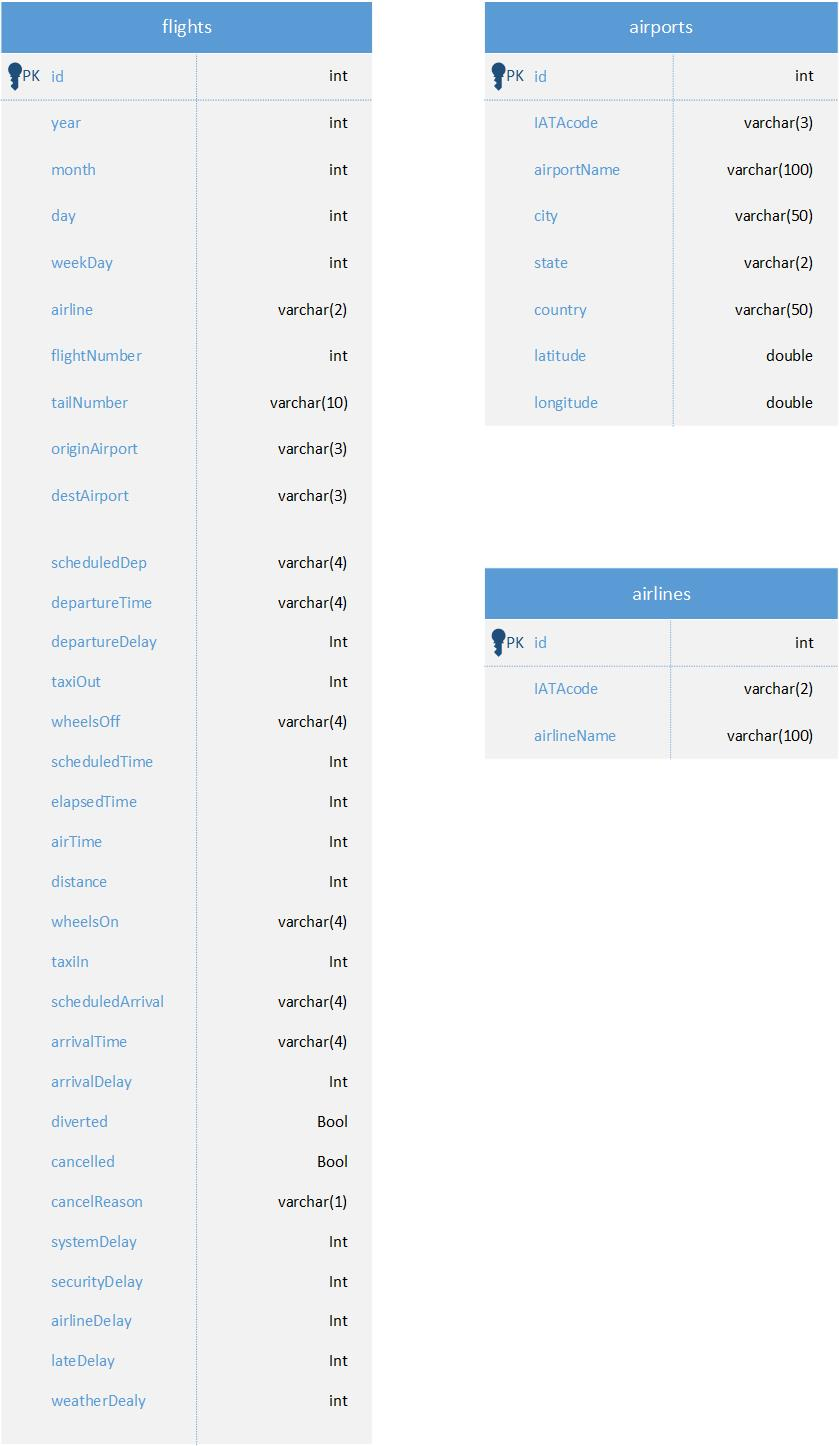 flights
PK id int
year int
month int
day int
weekDay int
airline varchar(2)
flightNumber int
tailNumber varchar(10)
originAirport varchar(3)
destAirport varchar(3)
scheduledDep varchar(4)
departureTime varchar(4)
departureDelay Int
taxiOut Int
wheelsOff varchar(4)
scheduledTime Int
elapsedTime Int
airTime Int
distance Int
wheelsOn varchar(4)
taxiIn Int
scheduledArrival varchar(4)
arrivalTime varchar(4)
arrivalDelay Int
diverted Bool
cancelled Bool
cancelReason varchar(1)
systemDelay Int
securityDelay Int
airlineDelay Int
lateDelay Int
weatherDealy int
airports
PK id int
IATAcode varchar(3)
airportName varchar(100)
city varchar(50)
state varchar(2)
country varchar(50)
latitude double
longitude double
airlines
PK id int
IATAcode varchar(2)
airlineName varchar(100)